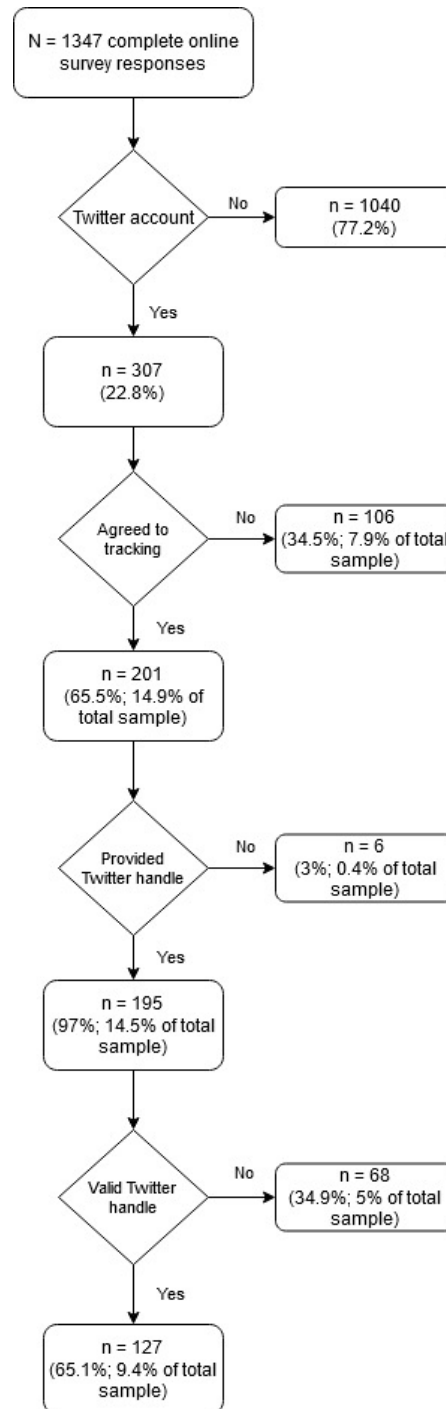 N = 1347 complete online
survey responses
Twitter account
No
n = 1040
(77.2%)
Yes
n = 307
(22.8%)
Agreed to
tracking
No
n = 106
(34.5%; 7.9% of total
sample)
Yes
n = 201
(65.5%; 14.9% of
total sample)
Provided
Twitter handle
No
n = 6
(3%; 0.4% of total
sample)
Yes
n = 195
(97%; 14.5% of total
sample)
Valid Twitter
handle
No
n = 68
(34.9%; 5% of total
sample)
Yes
n = 127
(65.1%; 9.4% of total
sample)